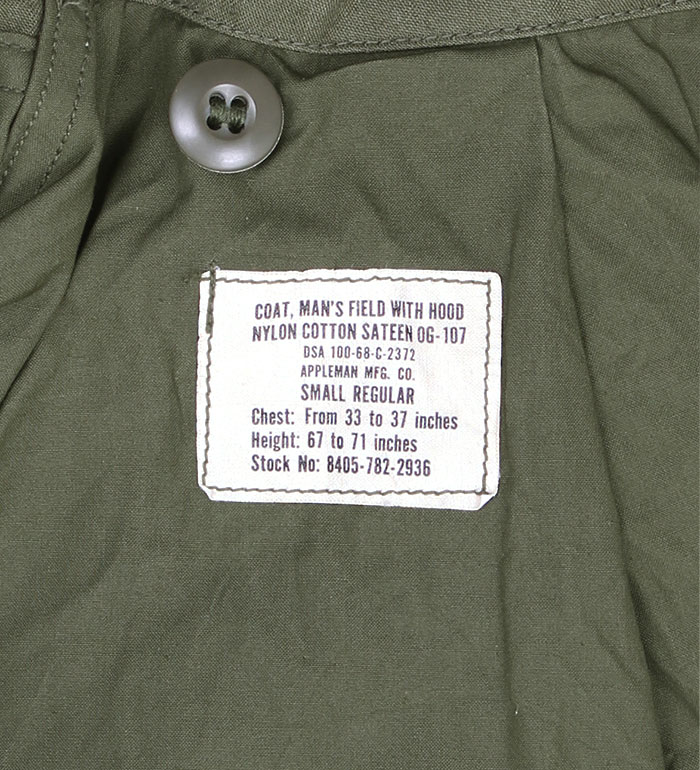 COAT, MAN'S FIELD WITH HOOD
NYLON COTTON SATEEN OG-107
DSA 100-68-C-2372
APPLEMAN MFG. CO.
SMALL REGULAR
Chest: From 33 to 37 inches
Height: 67 to 71 inches
Stock No: 8405-782-2936